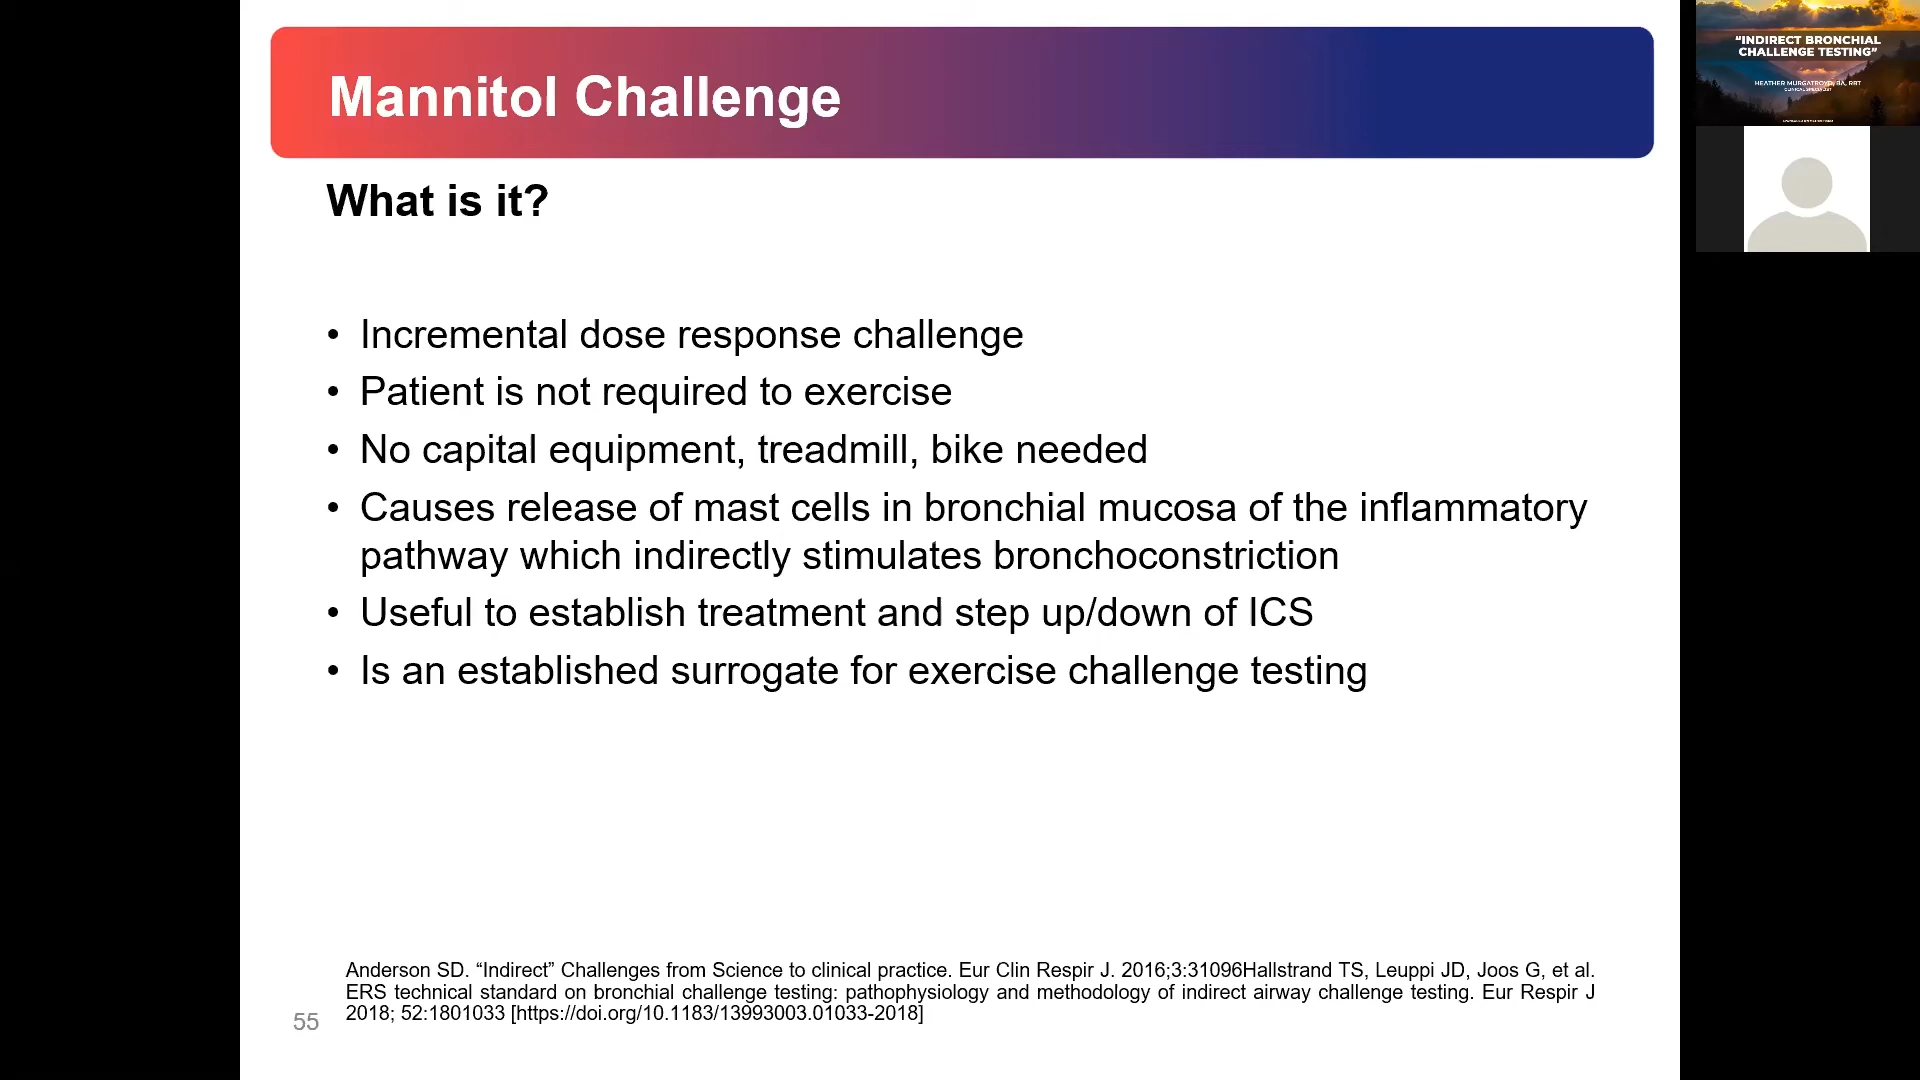 Mannitol Challenge
What is it?
• Incremental dose response challenge
• Patient is not required to exercise
• No capital equipment, treadmill, bike needed
• Causes release of mast cells in bronchial mucosa of the inflammatory
pathway which indirectly stimulates bronchoconstriction
• Useful to establish treatment and step up/down of ICS
• Is an established surrogate for exercise challenge testing
Anderson SD. “Indirect” Challenges from Science to clinical practice. Eur Clin Respir J. 2016;3:31096Hallstrand TS, Leuppi JD, Joos G, et al.
ERS technical standard on bronchial challenge testing: pathophysiology and methodology of indirect airway challenge testing. Eur Respir J
2018; 52:1801033 [https://doi.org/10.1183/13993003.01033-2018]
55
“INDIRECT BRONCHIAL
CHALLENGE TESTING”
HEATHER MURGATROYD, BA, RRT
CLINICAL SPECIALIST